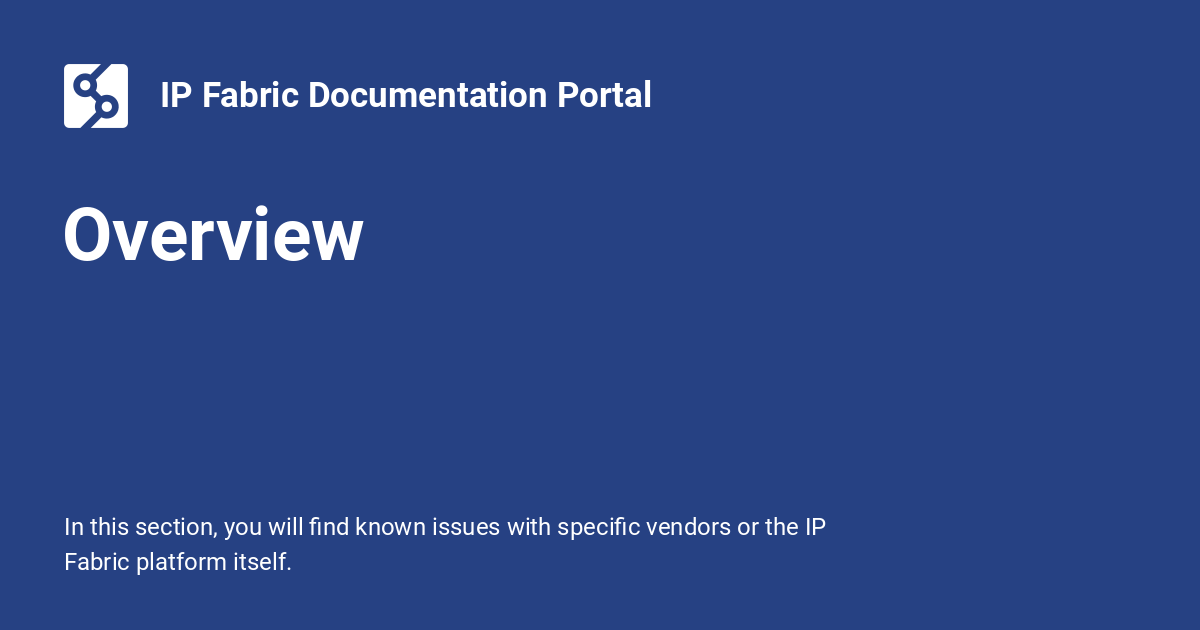 IP Fabric Documentation Portal
Overview
In this section, you will find known issues with specific vendors or the IP
Fabric platform itself.